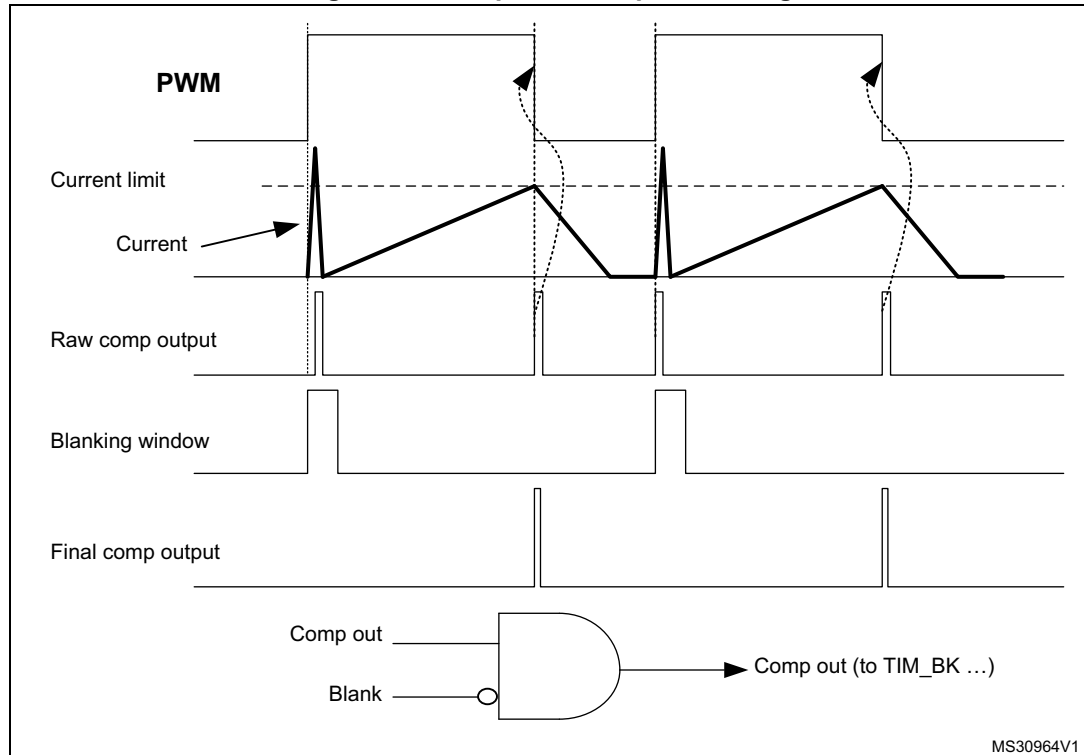 PWM
Current limit
Current
Raw comp output
Blanking window
Final comp output
Comp out
Comp out (to TIM_BK …)
Blank
MS30964V1